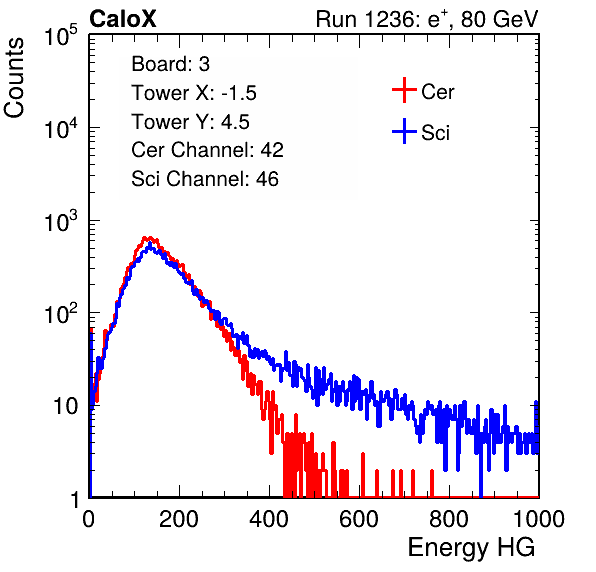 CaloX Run 1236: e⁺, 80 GeV
Counts
Board: 3
Tower X: -1.5
Tower Y: 4.5
Cer Channel: 42
Sci Channel: 46
Cer
Sci
10⁵
10⁴
10³
10²
10
1
0 200 400 600 800 1000
Energy HG